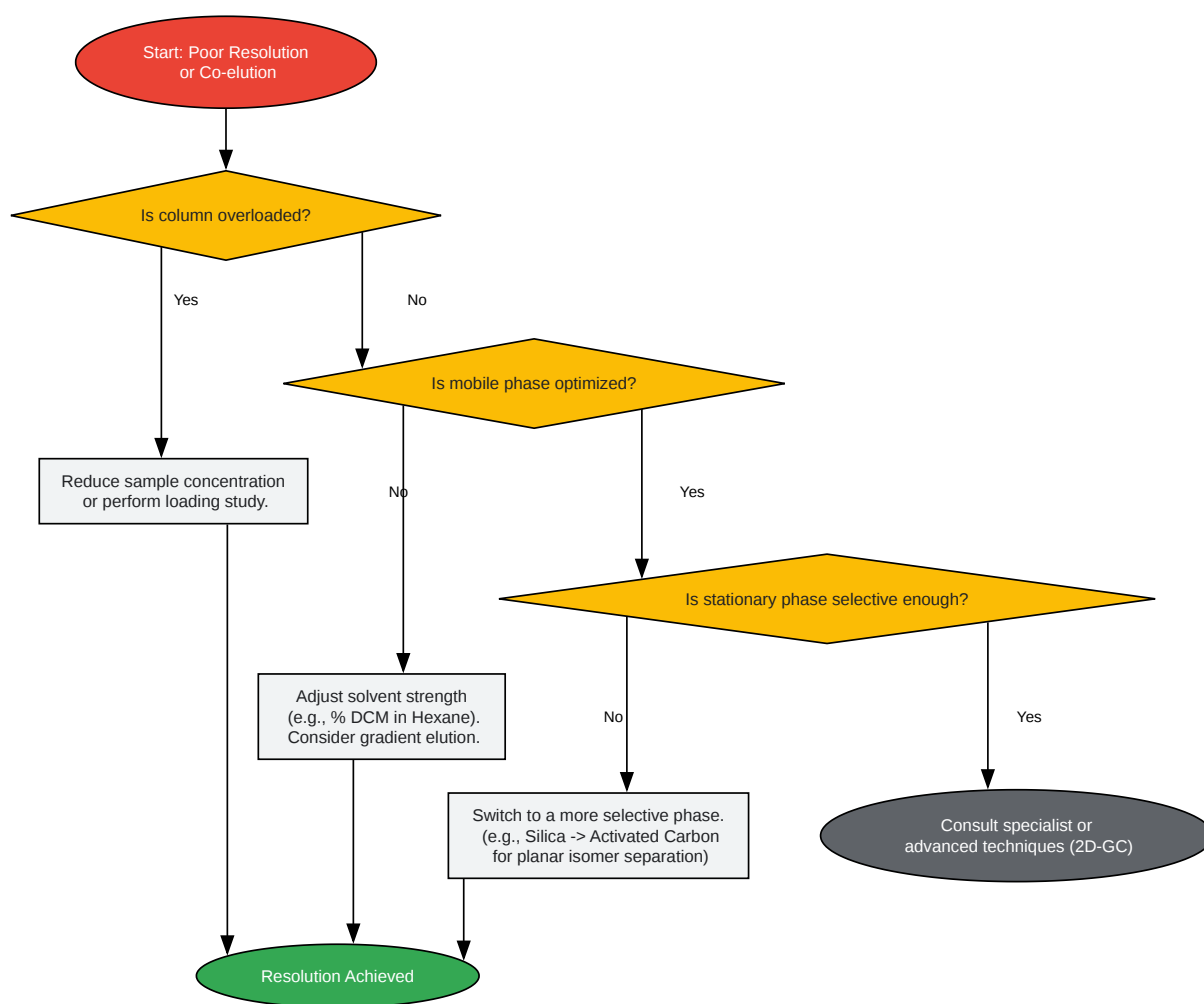 Start: Poor Resolution
or Co-elution
Is column overloaded?
Yes
No
Is mobile phase optimized?
Reduce sample concentration
or perform loading study.
No
Yes
Is stationary phase selective enough?
Adjust solvent strength
(e.g., % DCM in Hexane).
Consider gradient elution.
No
Yes
Switch to a more selective phase.
(e.g., Silica -> Activated Carbon
for planar isomer separation)
Consult specialist or
advanced techniques (2D-GC)
Resolution Achieved